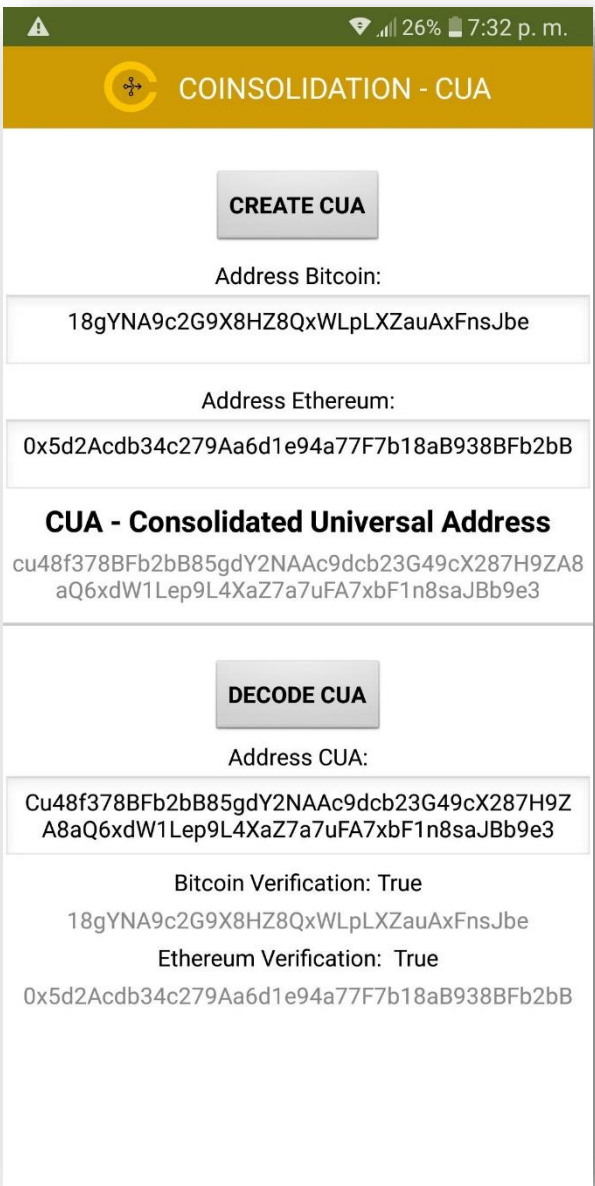 26% 7:32 p. m.
COINSOLIDATION - CUA
CREATE CUA
Address Bitcoin:
18gYNA9c2G9X8HZ8QxWLpLXZauAxFnsJbe
Address Ethereum:
0x5d2Acdb34c279Aa6d1e94a77F7b18aB938BFb2bB
CUA - Consolidated Universal Address
cu48f378BFb2bB85gdY2NAAc9dcb23G49cX287H9ZA8
aQ6xdW1Lep9L4XaZ7a7uFA7xbF1n8saJBb9e3
DECODE CUA
Address CUA:
Cu48f378BFb2bB85gdY2NAAc9dcb23G49cX287H9Z
A8aQ6xdW1Lep9L4XaZ7a7uFA7xbF1n8saJBb9e3
Bitcoin Verification: True
18gYNA9c2G9X8HZ8QxWLpLXZauAxFnsJbe
Ethereum Verification:  True
0x5d2Acdb34c279Aa6d1e94a77F7b18aB938BFb2bB